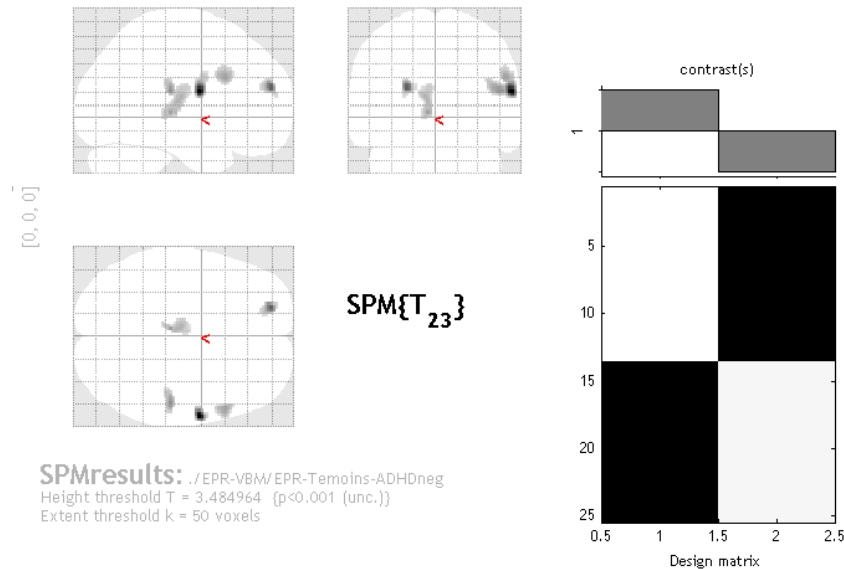 contrast(s)
1
[0, 0, 0]
<
<
<
SPM{T23}
5
10
15
20
25
0.5 1 1.5 2 2.5
Design matrix
SPMresults: ./EPR-VBM/EPR-Temoins-ADHDneg
Height threshold T = 3.484964 {p<0.001 (unc.)}
Extent threshold k = 50 voxels